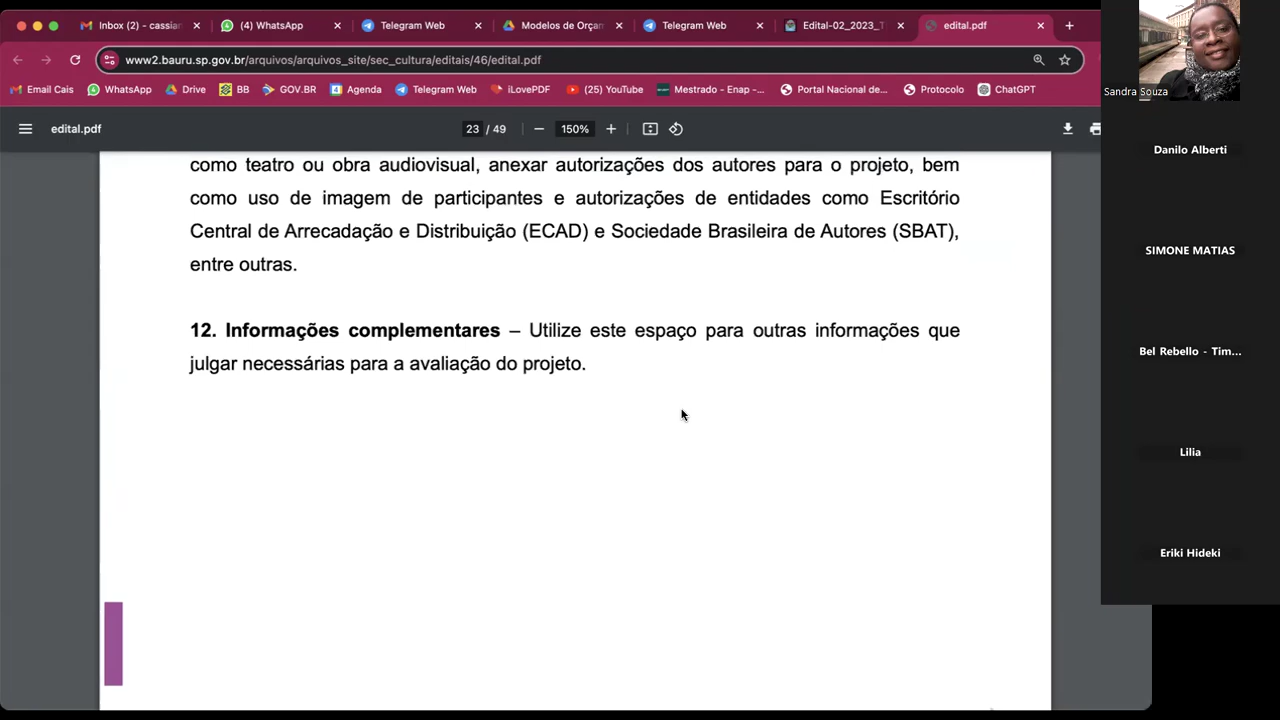 Inbox (2) - cassian
(4) WhatsApp
Telegram Web
Modelos de Orçan
Telegram Web
Edital-02_2023_T
edital.pdf
www2.bauru.sp.gov.br/arquivos/arquivos_site/sec_cultura/editais/46/edital.pdf
Email Cais
WhatsApp
Drive
BB
GOV.BR
Agenda
Telegram Web
iLovePDF
(25) YouTube
Mestrado - Enap -...
Portal Nacional de...
Protocolo
ChatGPT
edital.pdf
23 / 49
150%
como teatro ou obra audiovisual, anexar autorizações dos autores para o projeto, bem
como uso de imagem de participantes e autorizações de entidades como Escritório
Central de Arrecadação e Distribuição (ECAD) e Sociedade Brasileira de Autores (SBAT),
entre outras.
12. Informações complementares – Utilize este espaço para outras informações que
julgar necessárias para a avaliação do projeto.
Sandra Souza
Danilo Alberti
SIMONE MATIAS
Bel Rebello - Tim...
Lilia
Eriki Hideki